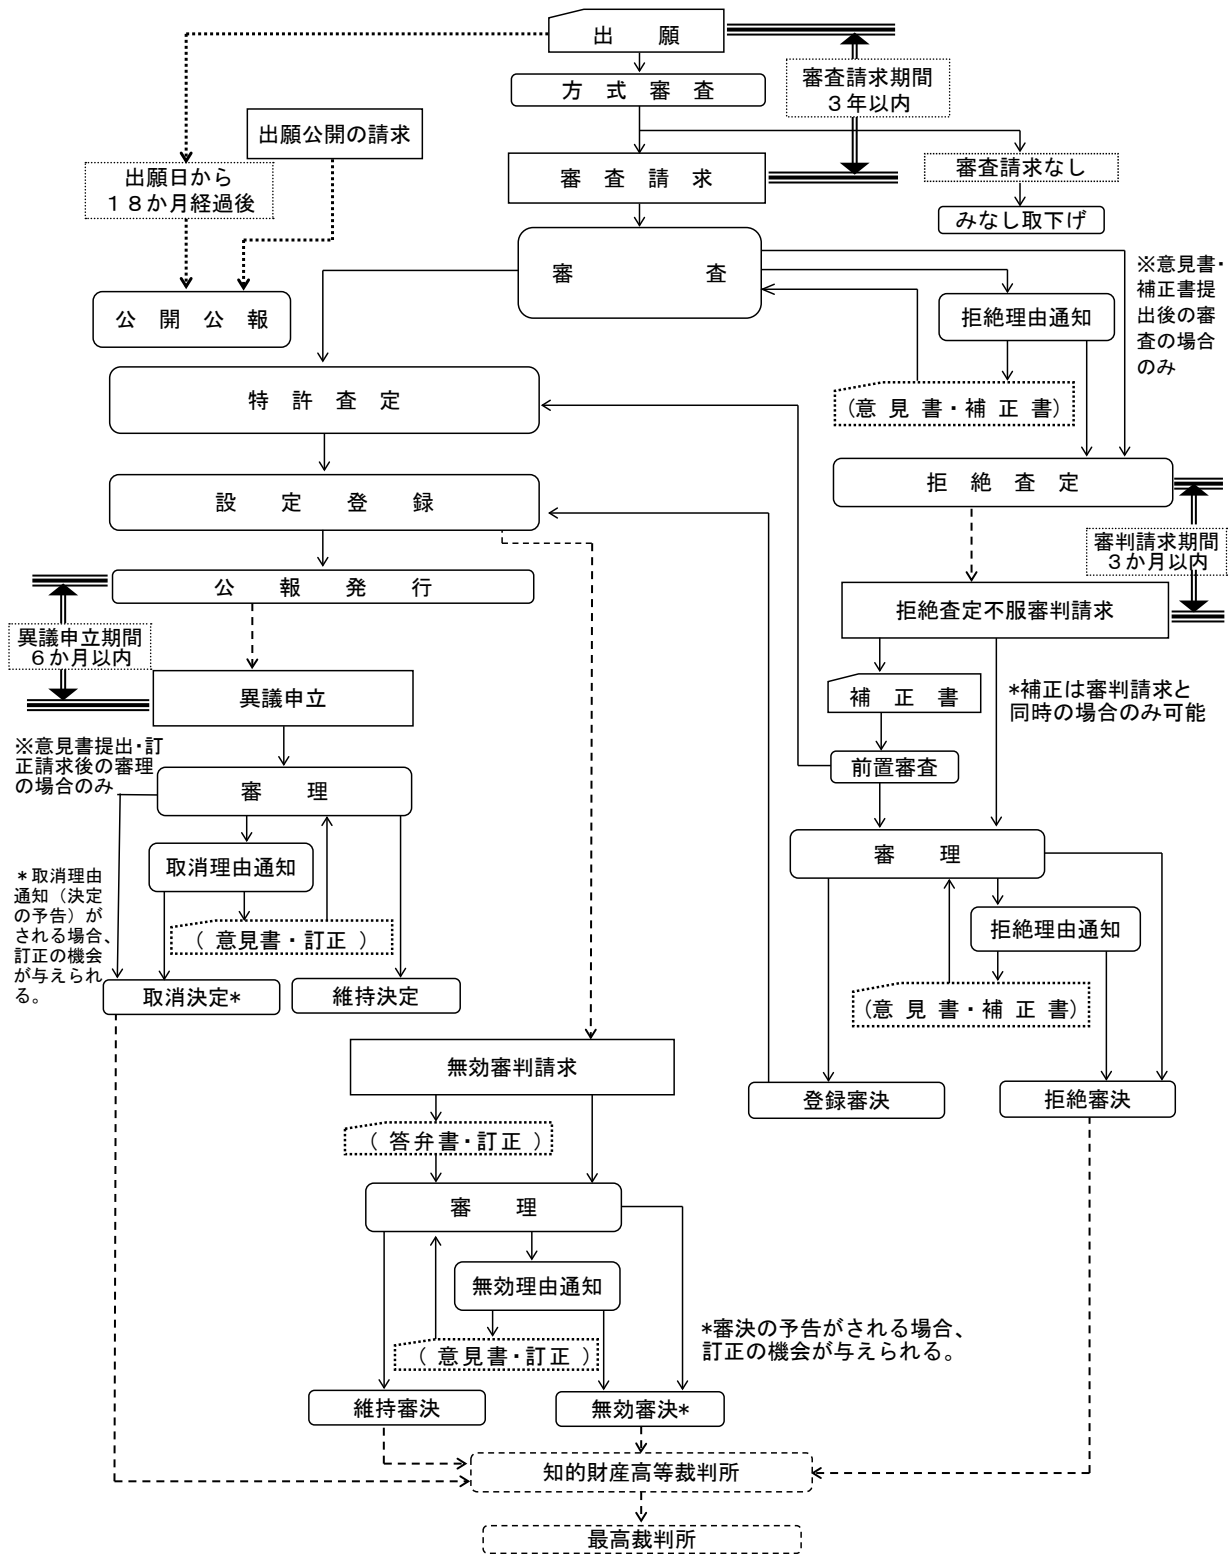 出　願
方　式　審　査
審査請求期間
３年以内
出願公開の請求
審　査　請　求
審査請求なし
出願日から
１８か月経過後
みなし取下げ
審　査
※意見書・
補正書提
出後の審
査の場合
のみ
公　開　公　報
拒絶理由通知
特　許　査　定
（意 見 書・補 正 書）
拒　絶　査　定
設　定　登　録
審判請求期間
３か月以内
公　報　発　行
拒絶査定不服審判請求
異議申立期間
６か月以内
異議申立
補　正　書
*補正は審判請求と
同時の場合のみ可能
※意見書提出・訂
正請求後の審理
の場合のみ
前置審査
審　理
審　理
取消理由通知
＊取消理由
通知（決定
の予告）が
される場合、
訂正の機会
が与えられ
る。
（ 意見書・訂正 ）
拒絶理由通知
取消決定*
維持決定
（意 見 書・補 正 書）
無効審判請求
登録審決
拒絶審決
（ 答弁書・訂正 ）
審　理
無効理由通知
*審決の予告がされる場合、
訂正の機会が与えられる。
（ 意見書・訂正 ）
維持審決
無効審決*
知的財産高等裁判所
最高裁判所